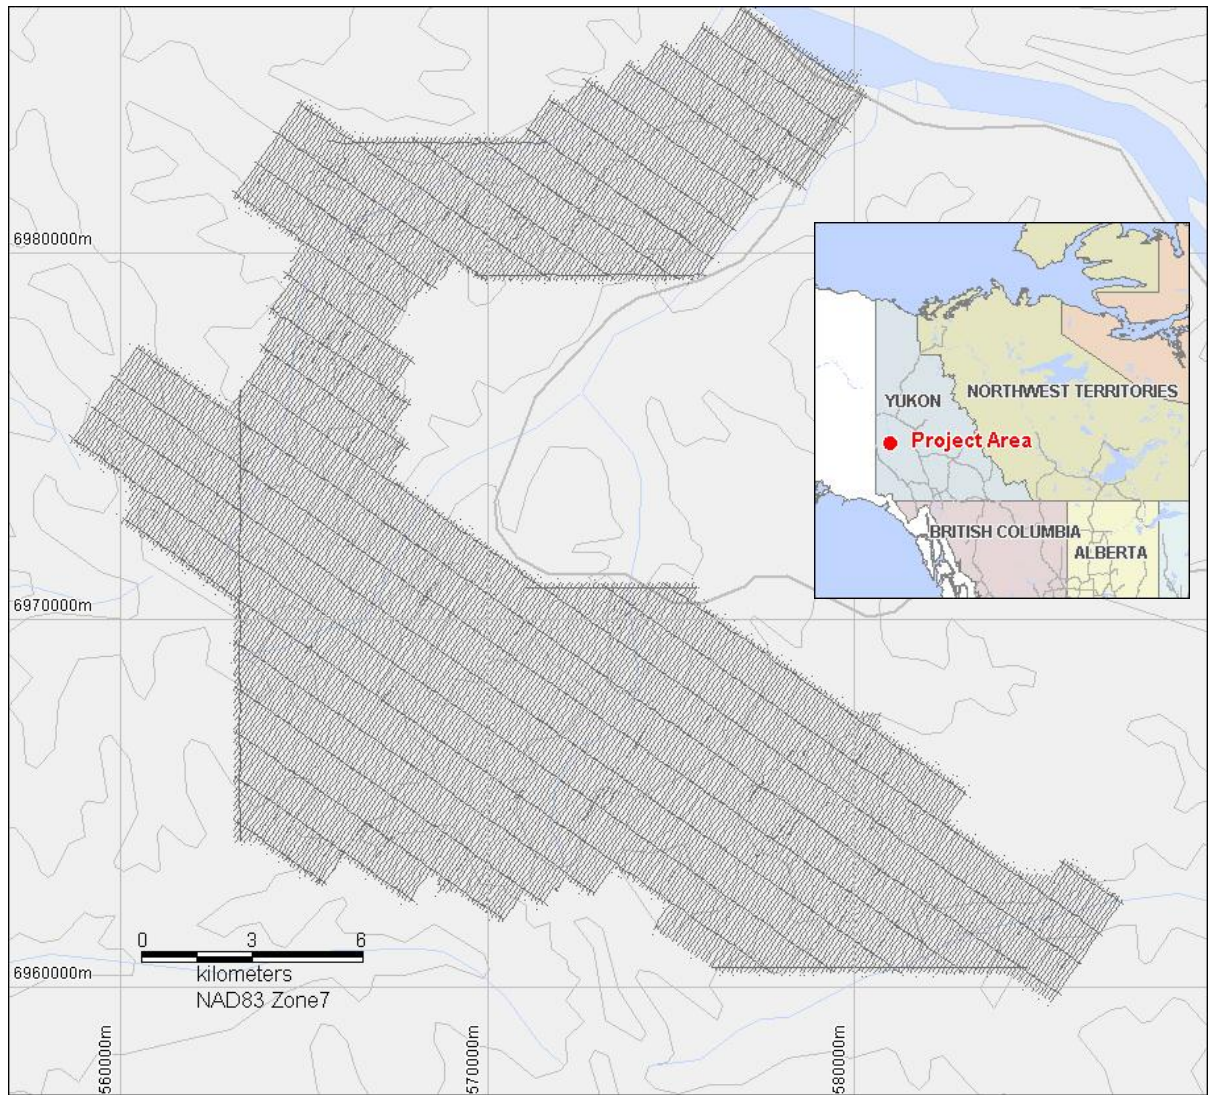 6980000m
YUKON
NORTHWEST TERRITORIES
Project Area
BRITISH COLUMBIA
ALBERTA
6970000m
0 3 6
kilometers
NAD83 Zone7
6960000m
560000m
570000m
580000m